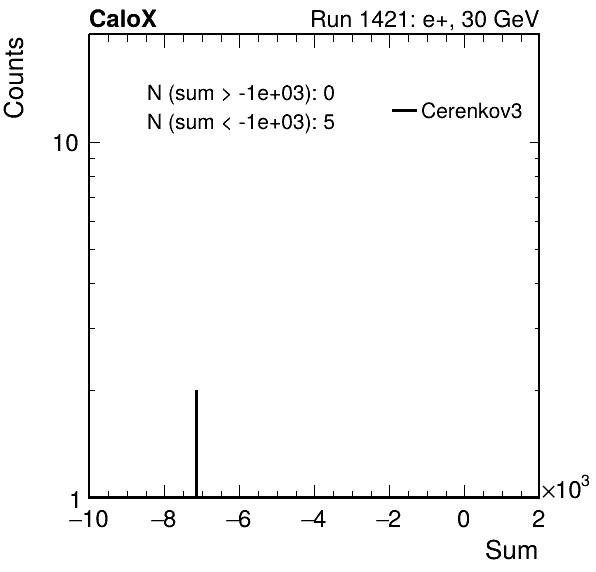 CaloX Run 1421: e+, 30 GeV
Counts
N (sum > -1e+03): 0
N (sum < -1e+03): 5
Cerenkov3
10
1
−10 −8 −6 −4 −2 0 2
×10³
Sum